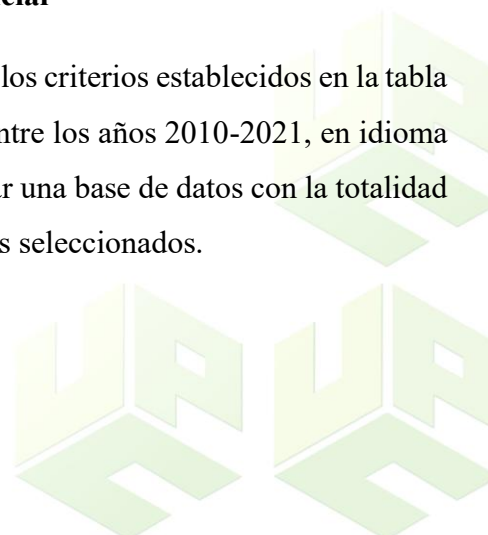 los criterios establecidos en la tabla
ntre los años 2010-2021, en idioma
ar una base de datos con la totalidad
s seleccionados.